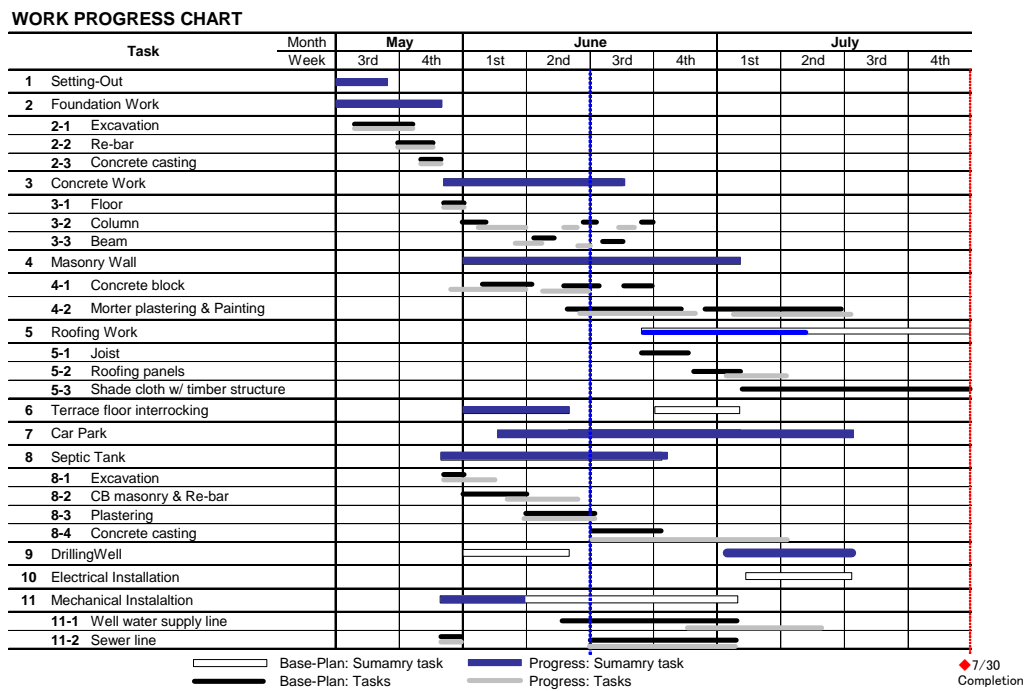 WORK PROGRESS CHART
Task Month May June July
Week 3rd 4th 1st 2nd 3rd 4th 1st 2nd 3rd 4th
1 Setting-Out
2 Foundation Work
2-1 Excavation
2-2 Re-bar
2-3 Concrete casting
3 Concrete Work
3-1 Floor
3-2 Column
3-3 Beam
4 Masonry Wall
4-1 Concrete block
4-2 Morter plastering & Painting
5 Roofing Work
5-1 Joist
5-2 Roofing panels
5-3 Shade cloth w/ timber structure
6 Terrace floor interrocking
7 Car Park
8 Septic Tank
8-1 Excavation
8-2 CB masonry & Re-bar
8-3 Plastering
8-4 Concrete casting
9 DrillingWell
10 Electrical Installation
11 Mechanical Instalaltion
11-1 Well water supply line
11-2 Sewer line
Base-Plan: Sumamry task Progress: Sumamry task
Base-Plan: Tasks Progress: Tasks
◆7/30
Completion